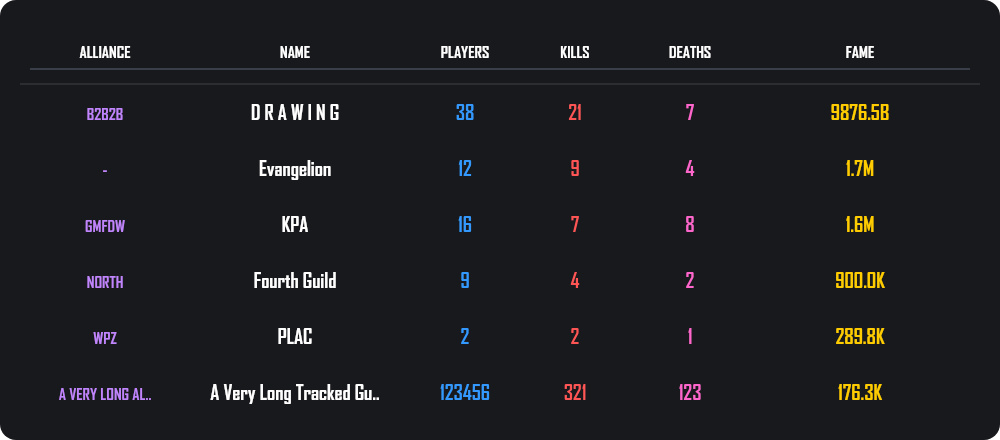 ALLIANCE NAME PLAYERS KILLS DEATHS FAME
B2B2B D R A W I N G 38 21 7 9876.5B
- Evangelion 12 9 4 1.7M
GMFDW KPA 16 7 8 1.6M
NORTH Fourth Guild 9 4 2 900.0K
WPZ PLAC 2 2 1 289.8K
A VERY LONG AL.. A Very Long Tracked Gu.. 123456 321 123 176.3K